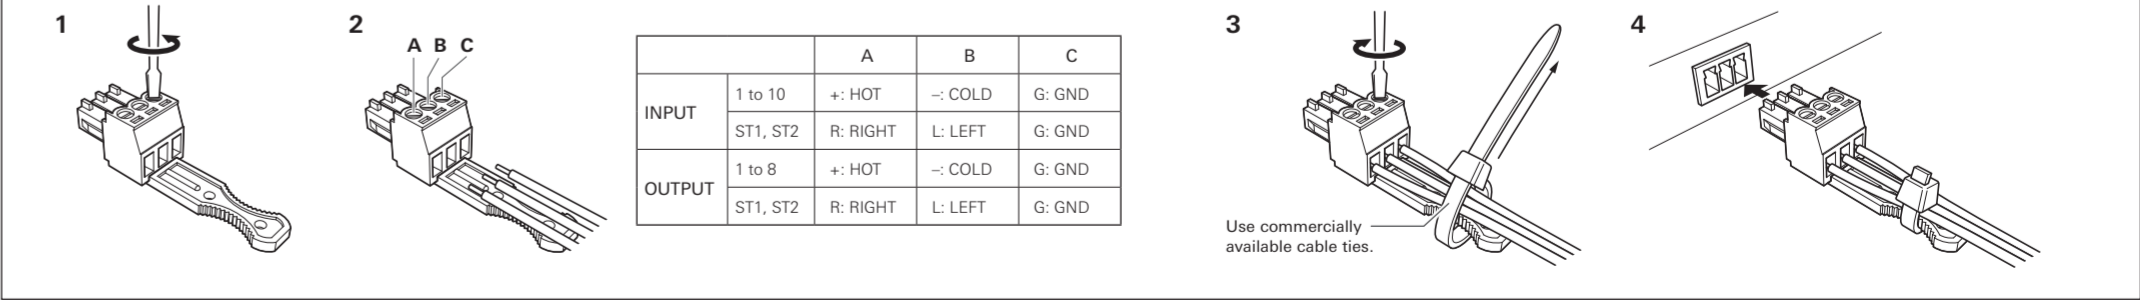 1
2
A B C
A B C
INPUT
1 to 10 +: HOT –: COLD G: GND
ST1, ST2 R: RIGHT L: LEFT G: GND
OUTPUT
1 to 8 +: HOT –: COLD G: GND
ST1, ST2 R: RIGHT L: LEFT G: GND
3
Use commercially
available cable ties.
4